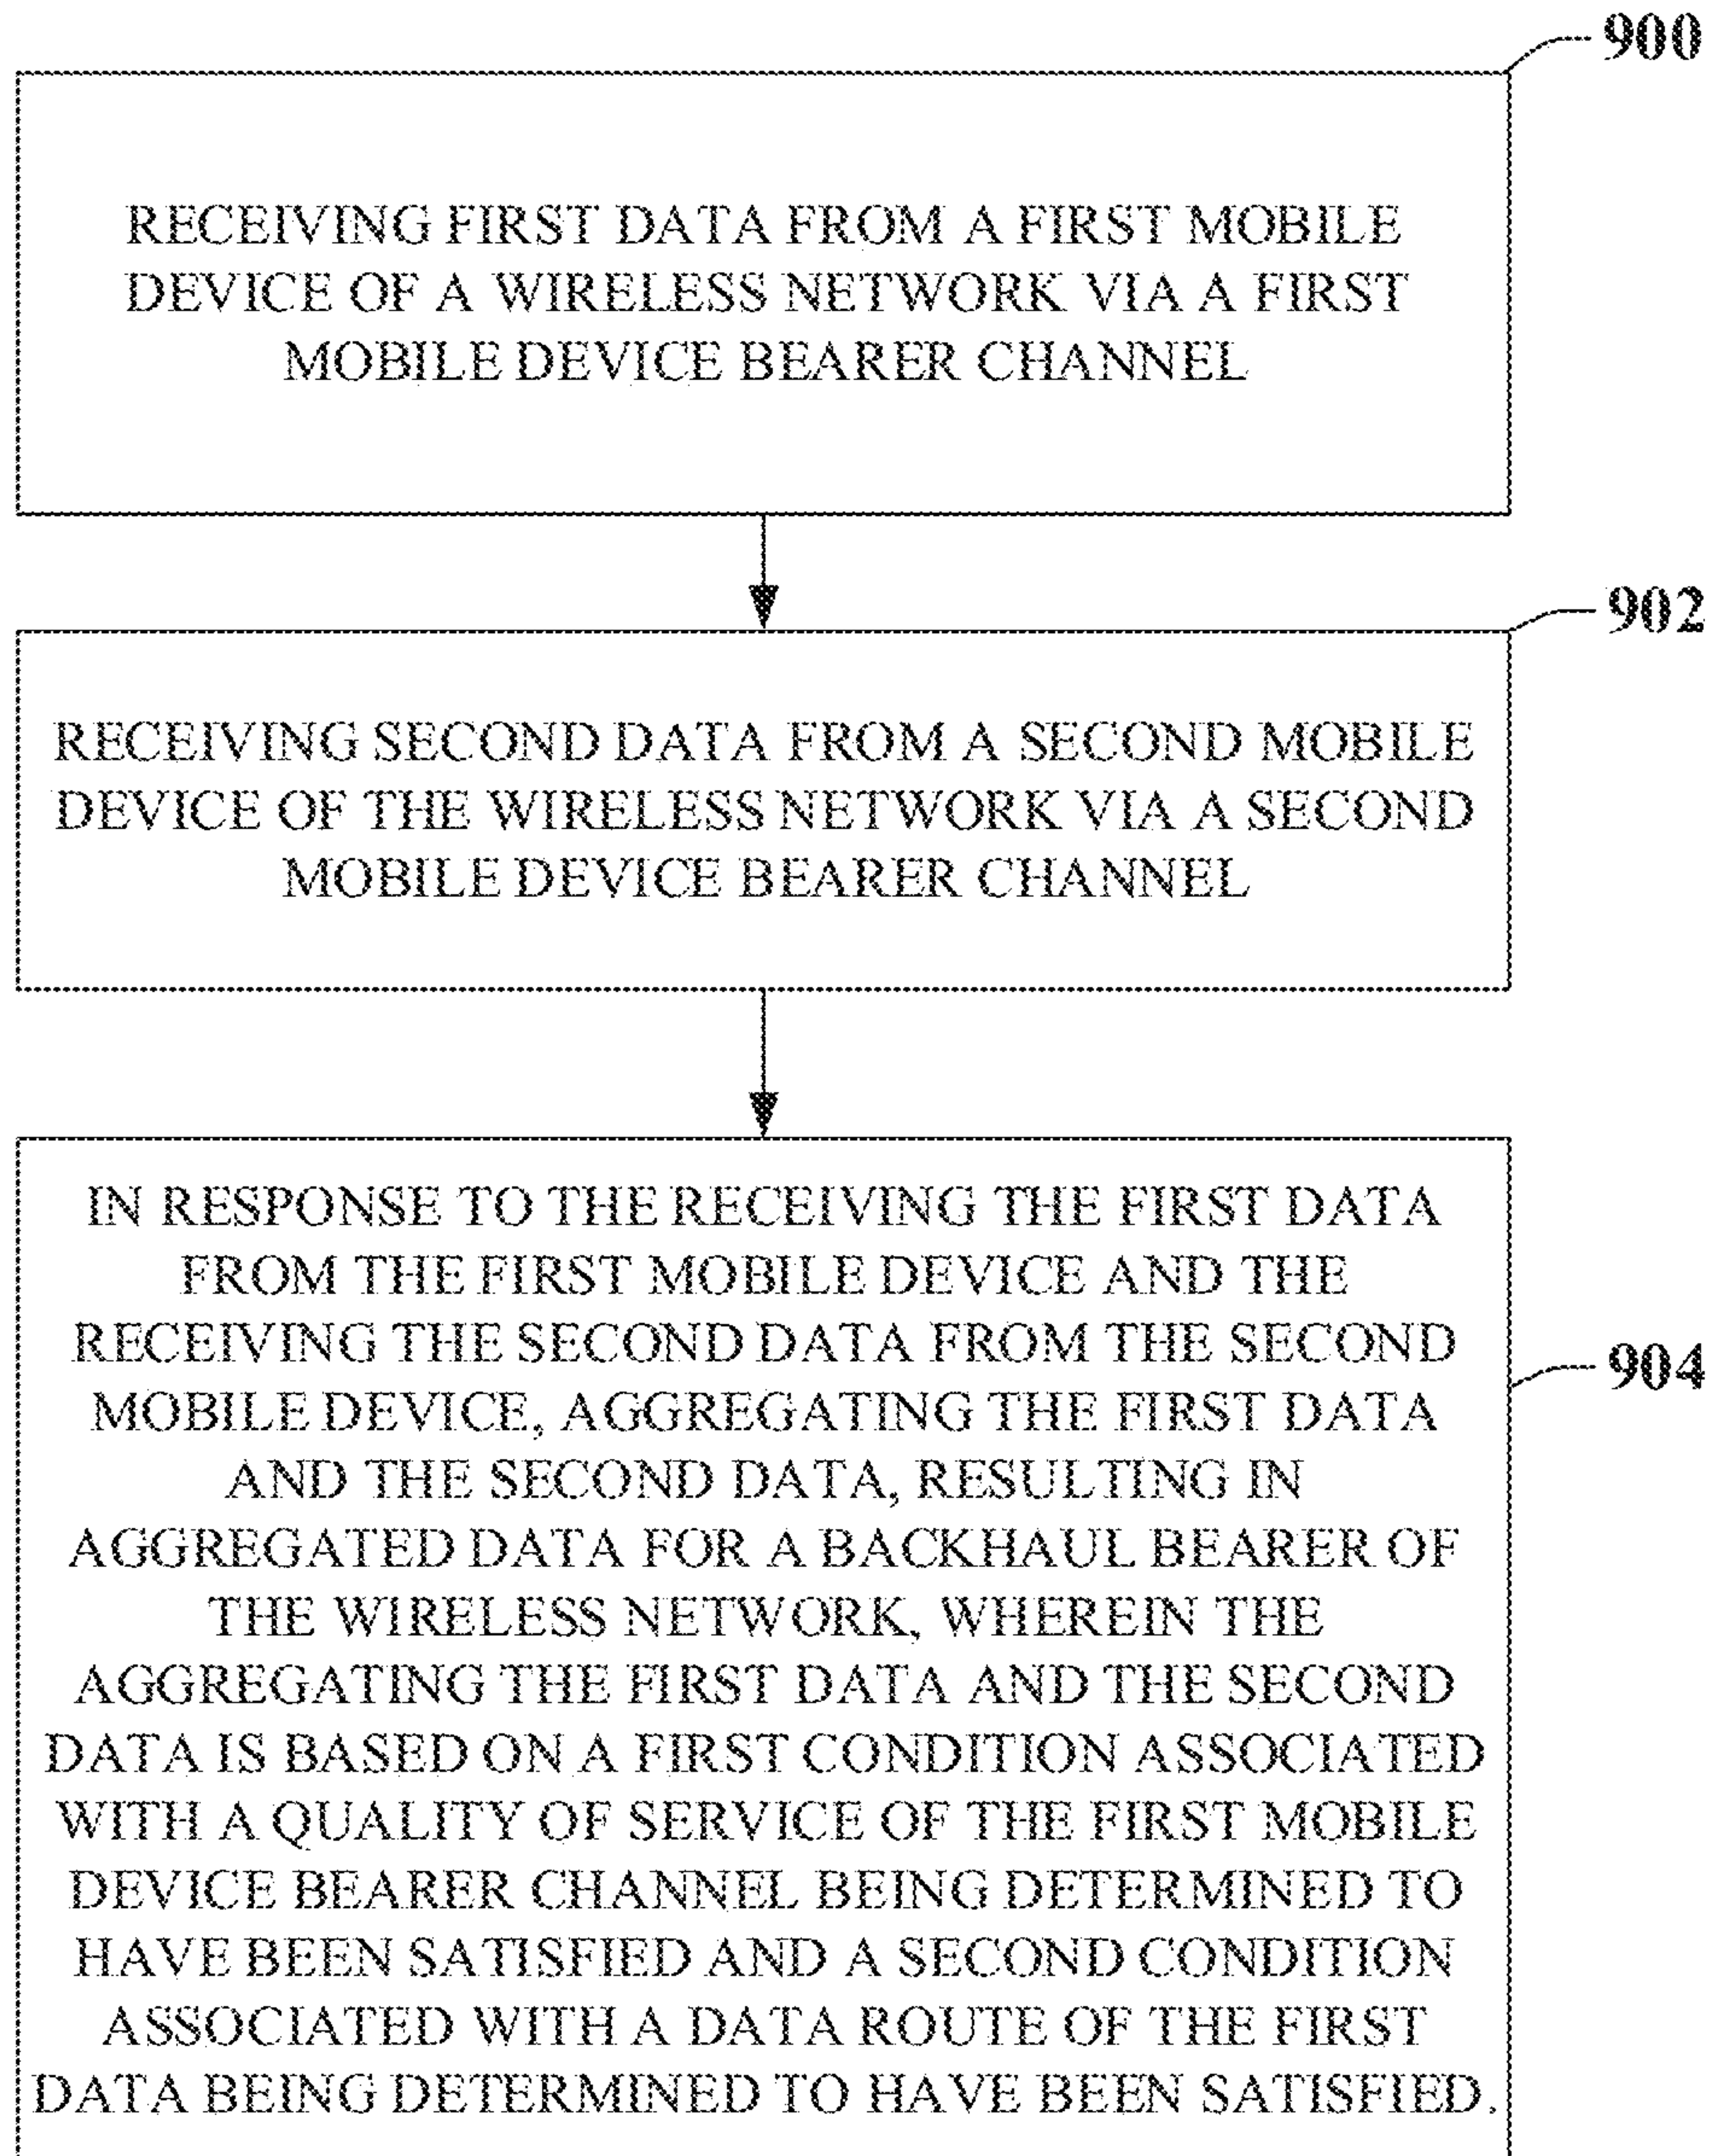 900
RECEIVING FIRST DATA FROM A FIRST MOBILE
DEVICE OF A WIRELESS NETWORK VIA A FIRST
MOBILE DEVICE BEARER CHANNEL
902
RECEIVING SECOND DATA FROM A SECOND MOBILE
DEVICE OF THE WIRELESS NETWORK VIA A SECOND
MOBILE DEVICE BEARER CHANNEL
IN RESPONSE TO THE RECEIVING THE FIRST DATA
FROM THE FIRST MOBILE DEVICE AND THE
RECEIVING THE SECOND DATA FROM THE SECOND
MOBILE DEVICE, AGGREGATING THE FIRST DATA
AND THE SECOND DATA, RESULTING IN
AGGREGATED DATA FOR A BACKHAUL BEARER OF
THE WIRELESS NETWORK, WHEREIN THE
AGGREGATING THE FIRST DATA AND THE SECOND
DATA IS BASED ON A FIRST CONDITION ASSOCIATED
WITH A QUALITY OF SERVICE OF THE FIRST MOBILE
DEVICE BEARER CHANNEL BEING DETERMINED TO
HAVE BEEN SATISFIED AND A SECOND CONDITION
ASSOCIATED WITH A DATA ROUTE OF THE FIRST
DATA BEING DETERMINED TO HAVE BEEN SATISFIED.
904